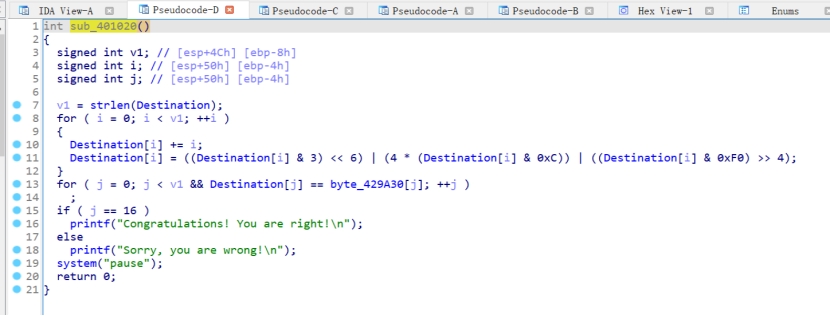 IDA View-A Pseudocode-D Pseudocode-C Pseudocode-A Pseudocode-B Hex View-1 Enums
1 int sub_401020()
2 {
3 signed int v1; // [esp+4Ch] [ebp-8h]
4 signed int i; // [esp+50h] [ebp-4h]
5 signed int j; // [esp+50h] [ebp-4h]
6
7 v1 = strlen(Destination);
8 for ( i = 0; i < v1; ++i )
9 {
10 Destination[i] += i;
11 Destination[i] = ((Destination[i] & 3) << 6) | (4 * (Destination[i] & 0xC)) | ((Destination[i] & 0xF0) >> 4);
12 }
13 for ( j = 0; j < v1 && Destination[j] == byte_429A30[j]; ++j )
14 ;
15 if ( j == 16 )
16 printf("Congratulations! You are right!\n");
17 else
18 printf("Sorry, you are wrong!\n");
19 system("pause");
20 return 0;
21 }